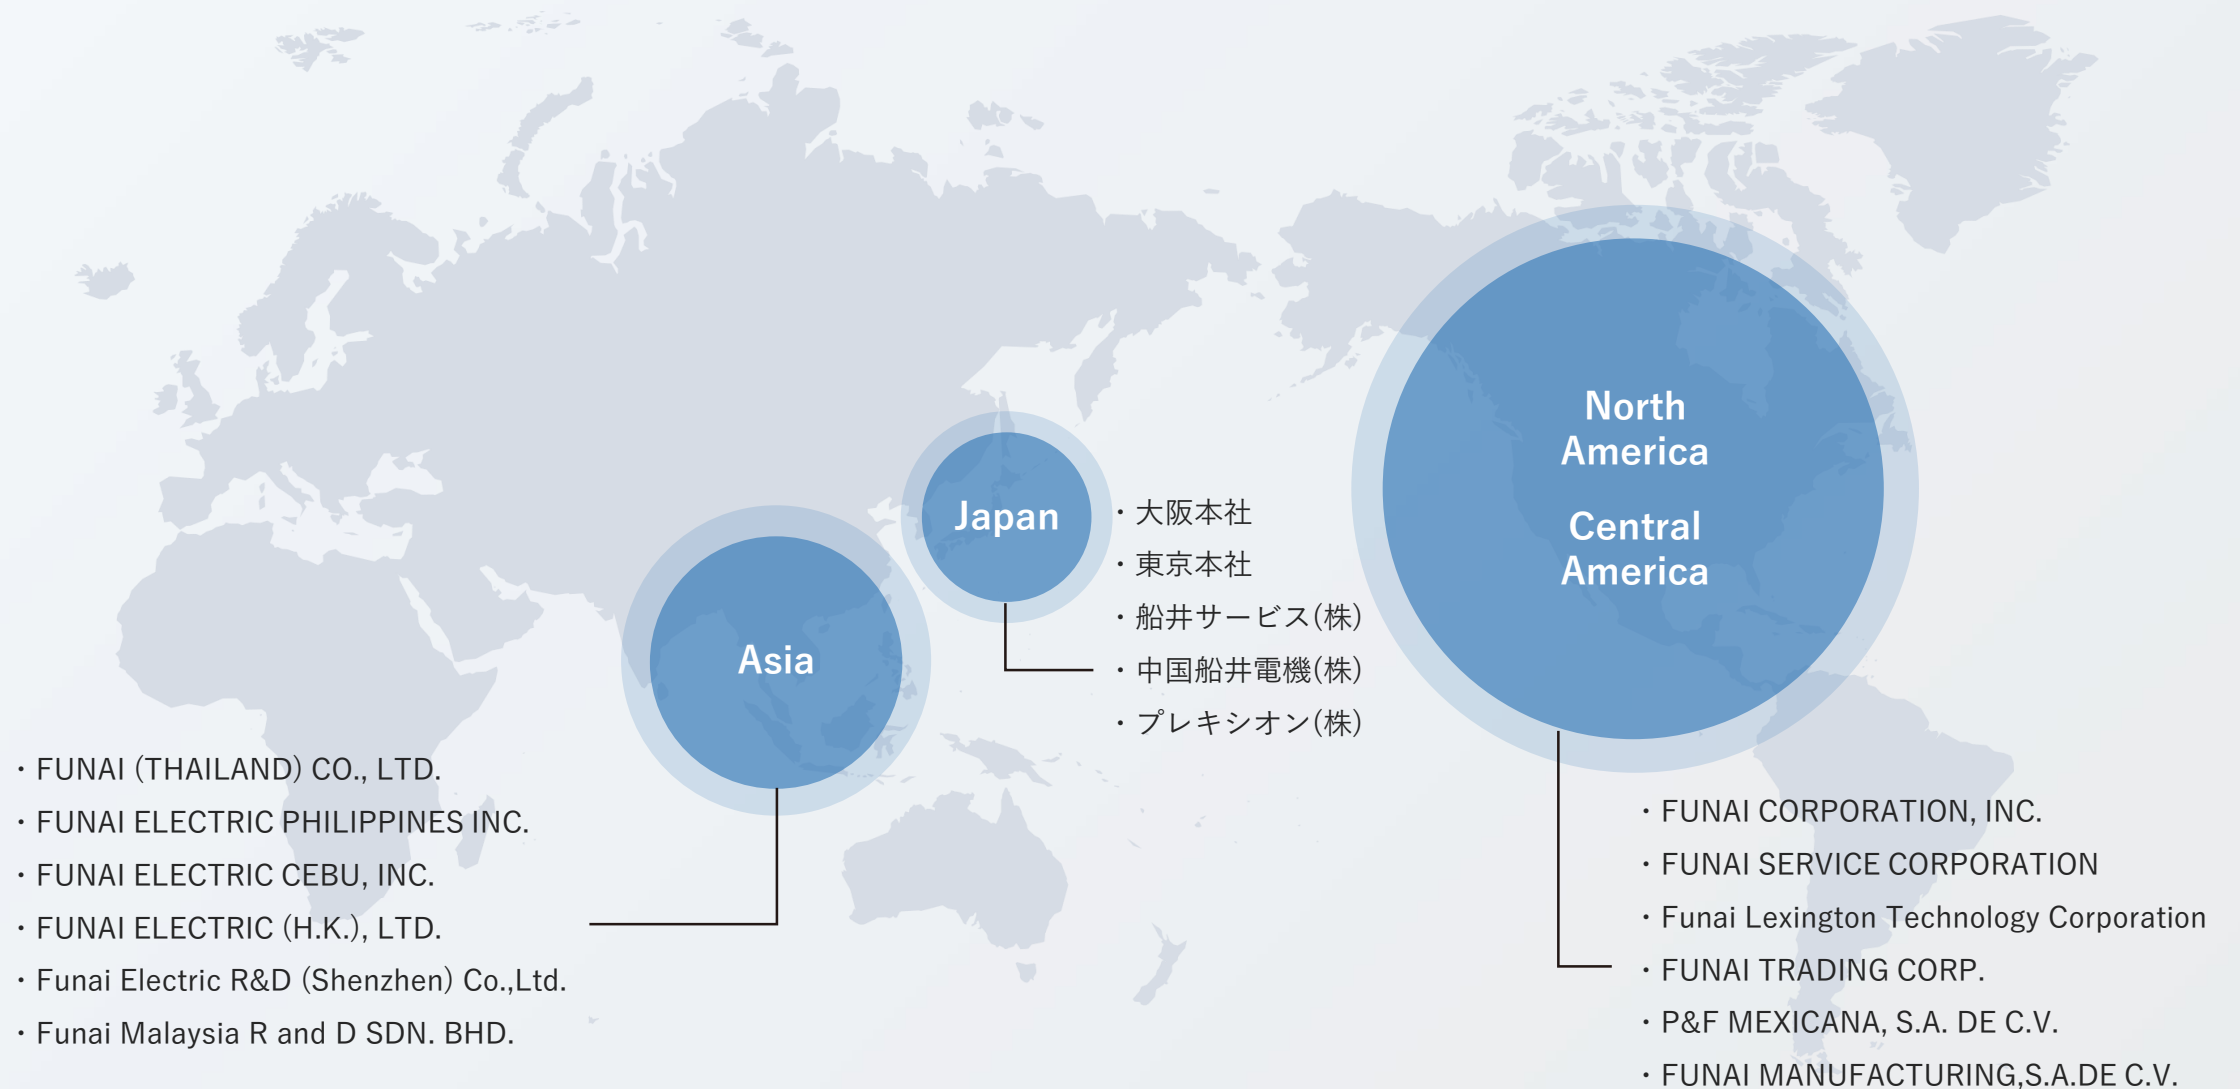 North
America
Central
America
Japan
・大阪本社
・東京本社
・船井サービス(株)
・中国船井電機(株)
・プレキシオン(株)
Asia
・FUNAI (THAILAND) CO., LTD.
・FUNAI ELECTRIC PHILIPPINES INC.
・FUNAI ELECTRIC CEBU, INC.
・FUNAI ELECTRIC (H.K.), LTD.
・Funai Electric R&D (Shenzhen) Co.,Ltd.
・Funai Malaysia R and D SDN. BHD.
・FUNAI CORPORATION, INC.
・FUNAI SERVICE CORPORATION
・Funai Lexington Technology Corporation
・FUNAI TRADING CORP.
・P&F MEXICANA, S.A. DE C.V.
・FUNAI MANUFACTURING,S.A.DE C.V.